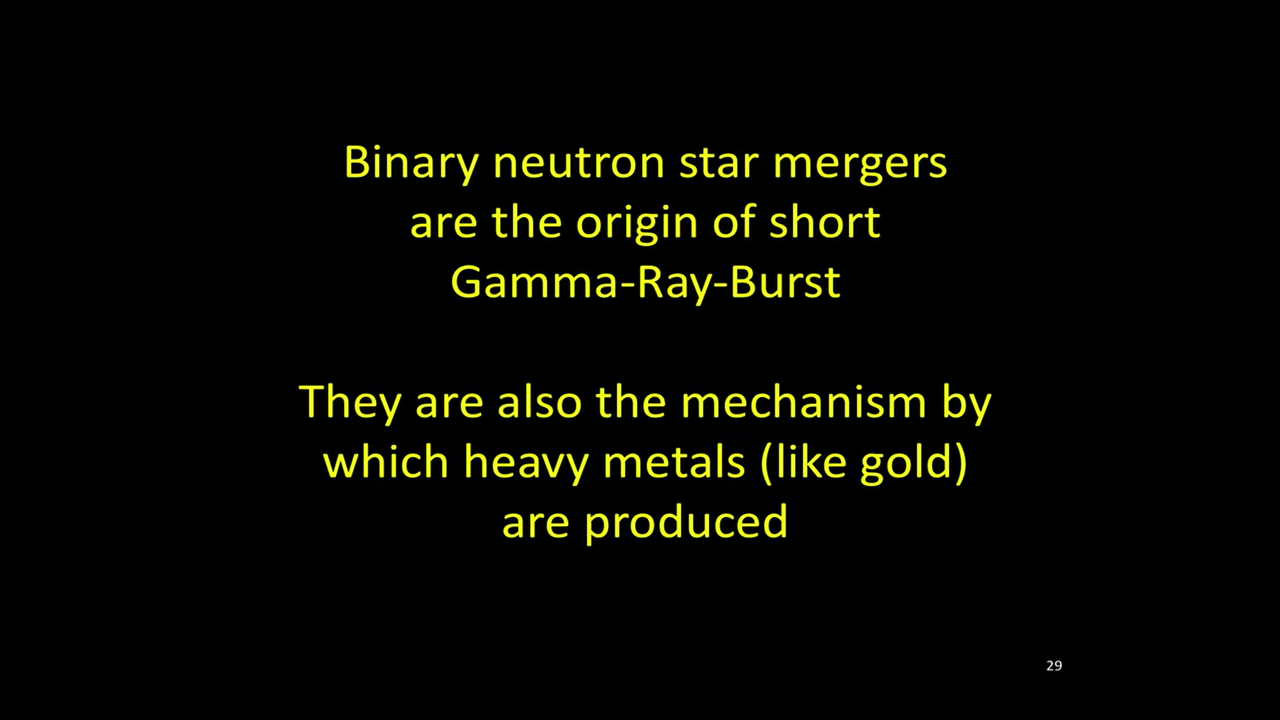 Binary neutron star mergers
are the origin of short
Gamma-Ray-Burst
They are also the mechanism by
which heavy metals (like gold)
are produced
29